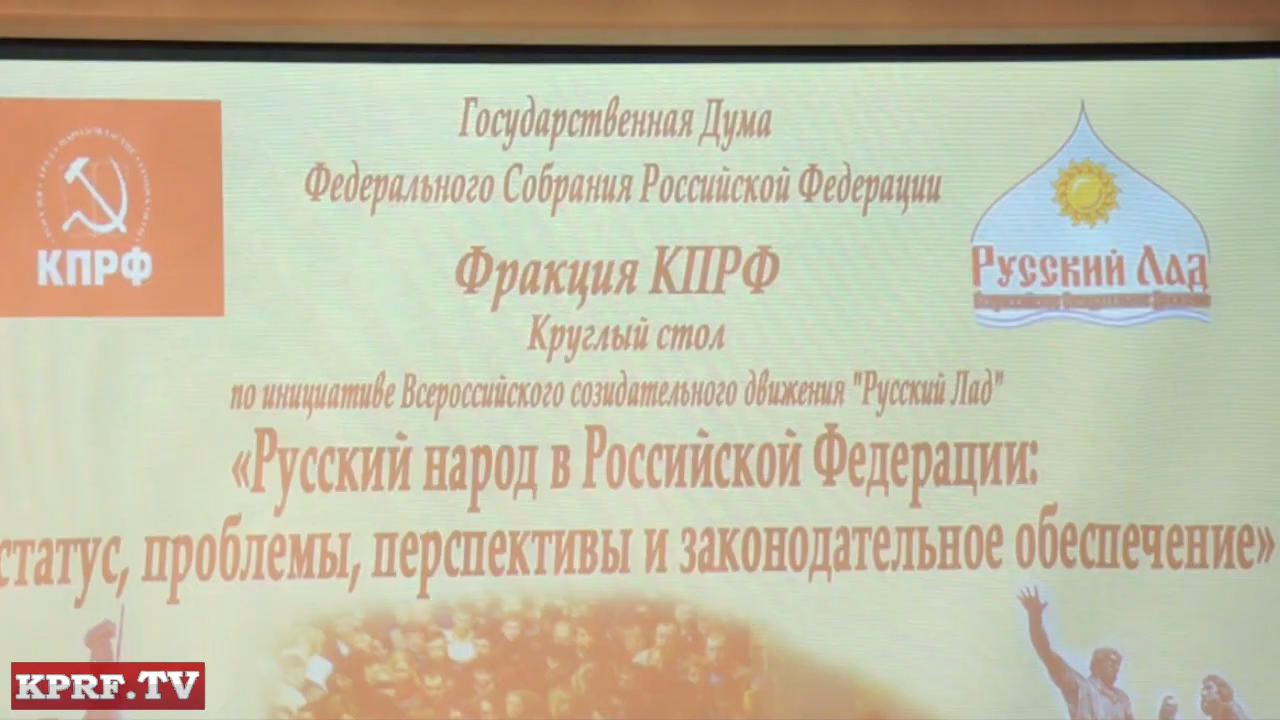 Государственная Дума
Федерального Собрания Российской Федерации
КПРФ
Русский Лад
Фракция КПРФ
Круглый стол
по инициативе Всероссийского созидательного движения "Русский Лад"
«Русский народ в Российской Федерации:
статус, проблемы, перспективы и законодательное обеспечение»
KPRF.TV